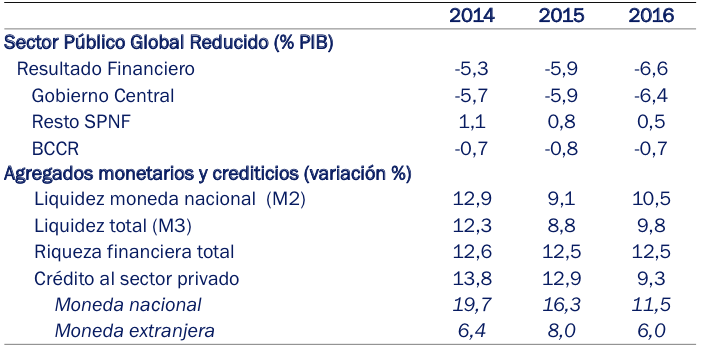 2014 2015 2016
Sector Público Global Reducido (% PIB)
Resultado Financiero -5,3 -5,9 -6,6
Gobierno Central -5,7 -5,9 -6,4
Resto SPNF 1,1 0,8 0,5
BCCR -0,7 -0,8 -0,7
Agregados monetarios y crediticios (variación %)
Liquidez moneda nacional (M2) 12,9 9,1 10,5
Liquidez total (M3) 12,3 8,8 9,8
Riqueza financiera total 12,6 12,5 12,5
Crédito al sector privado 13,8 12,9 9,3
Moneda nacional 19,7 16,3 11,5
Moneda extranjera 6,4 8,0 6,0